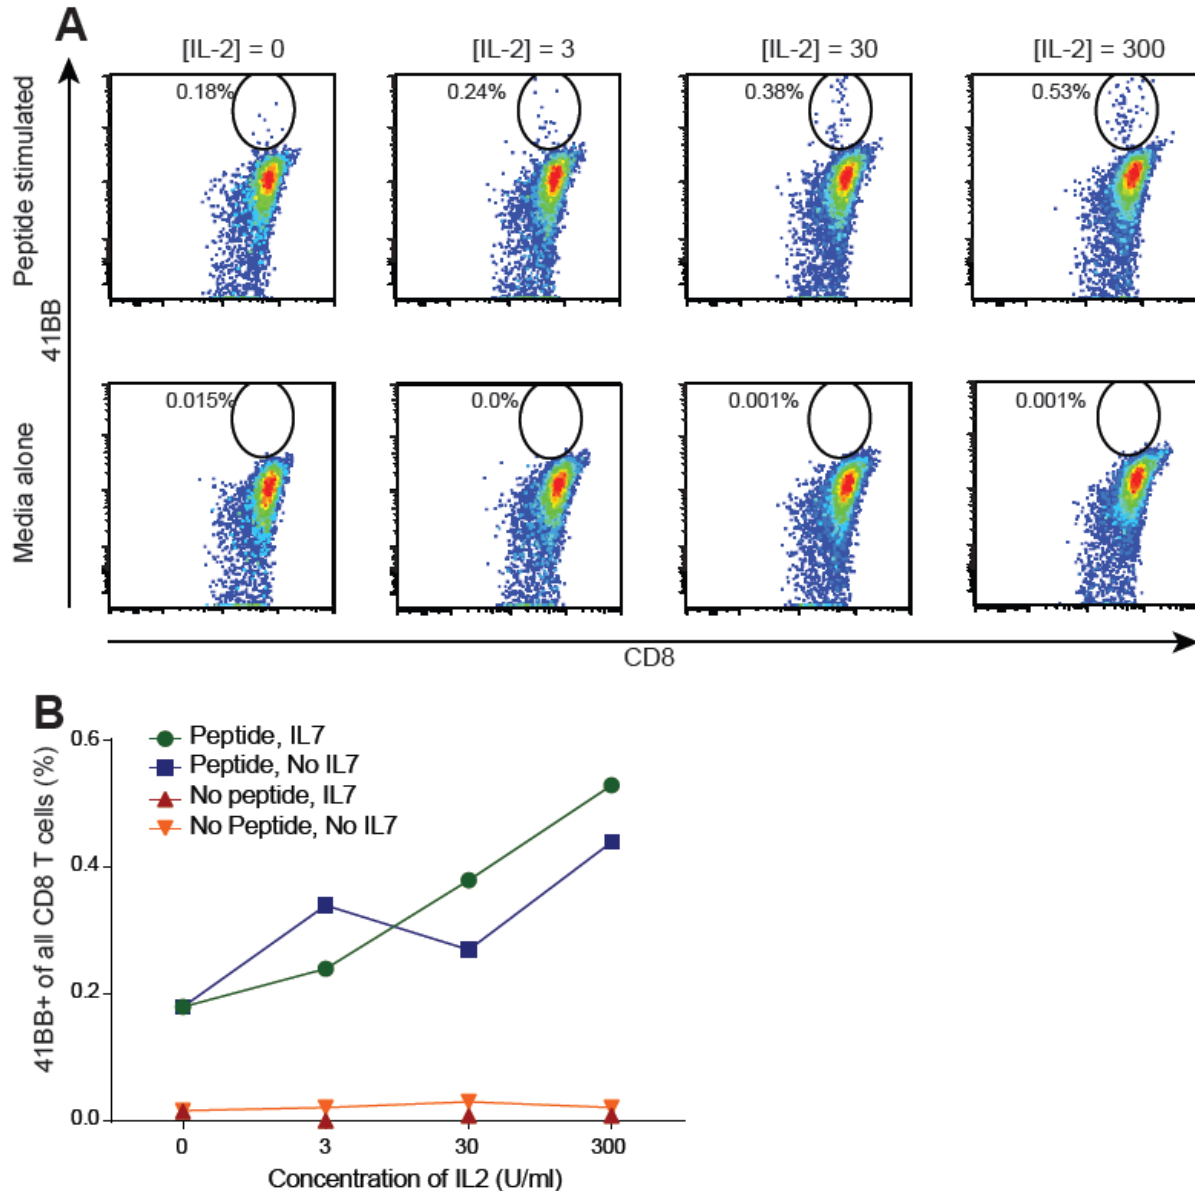 A
[IL-2] = 0 [IL-2] = 3 [IL-2] = 30 [IL-2] = 300
Peptide stimulated
0.18% 0.24% 0.38% 0.53%
41BB
Media alone
0.015% 0.0% 0.001% 0.001%
CD8
B
Peptide, IL7
Peptide, No IL7
No peptide, IL7
No Peptide, No IL7
41BB+ of all CD8 T cells (%)
0.6
0.4
0.2
0.0
0 3 30 300
Concentration of IL2 (U/ml)